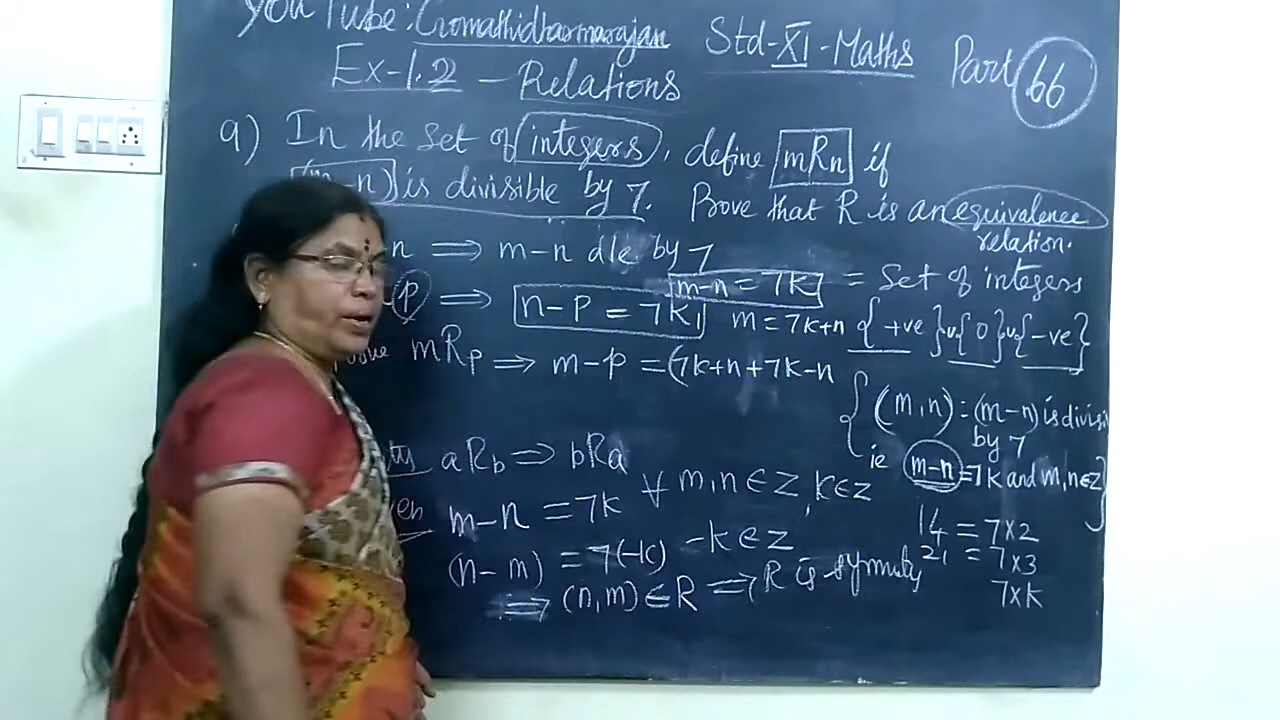 YouTube: Gomathidharmarajan Std-XI-Maths Part 66
Ex-1.2 - Relations
9) In the set of integers, define mRn if
(m-n) is divisible by 7. Prove that R is an equivalence
relation.
n ⟹ m-n dle by 7
m-n = 7k = Set of integers
p ⟹ n-p = 7k₁ m = 7k+n {+ve}∪{0}∪{-ve}
mRp ⟹ m-p = (7k+n+7k-n
{(m,n) : (m-n) is divisi
by 7
ie m-n = 7k and m,n∈Z}
aRb ⟹ bRa
m-n = 7k ∀ m,n∈Z, k∈Z
14 = 7×2
(n-m) = 7(-k) -k∈Z
21 = 7×3
⟹ (n,m)∈R ⟹ R is
7×k